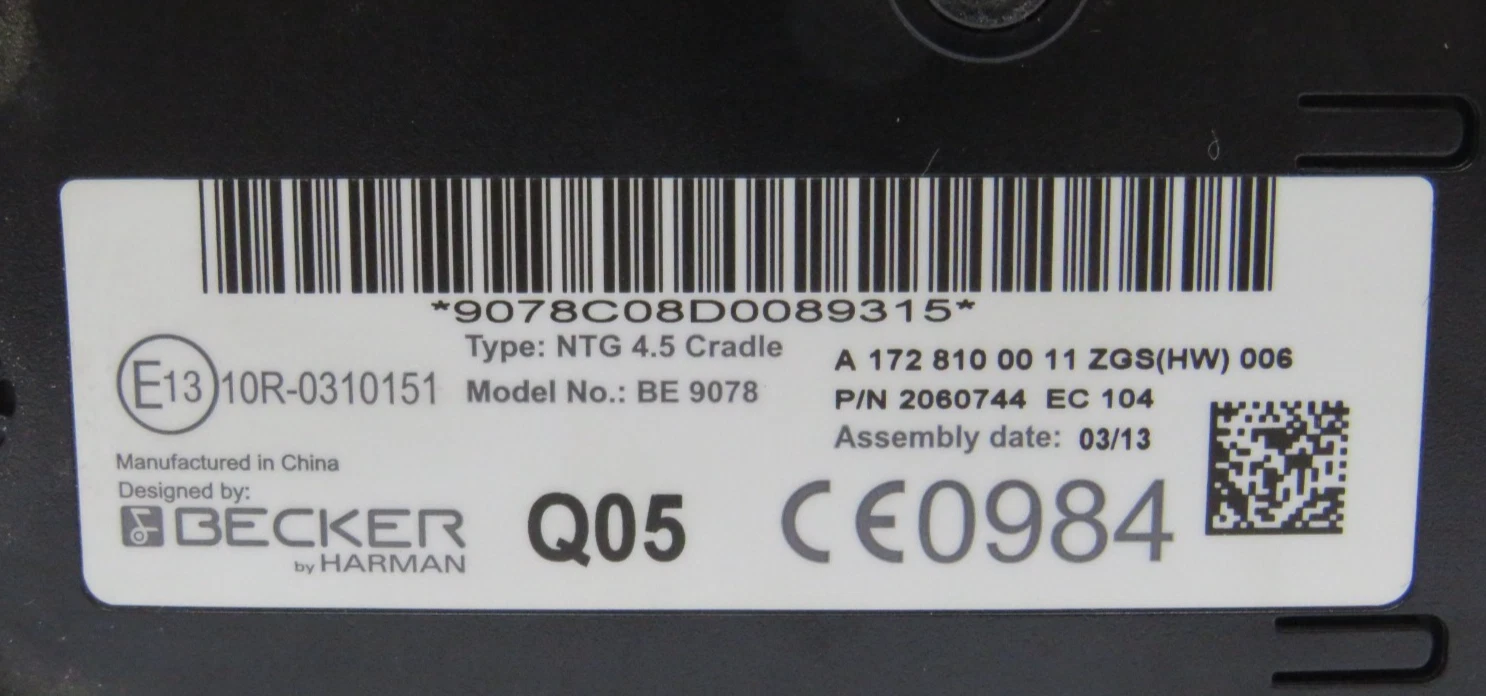 *9078C08D0089315*
Type: NTG 4.5 Cradle
Model No.: BE 9078
A 172 810 00 11 ZGS(HW) 006
P/N 2060744 EC 104
Assembly date: 03/13
E13 10R-0310151
Manufactured in China
Designed by:
BECKER
by HARMAN
Q05
CE0984